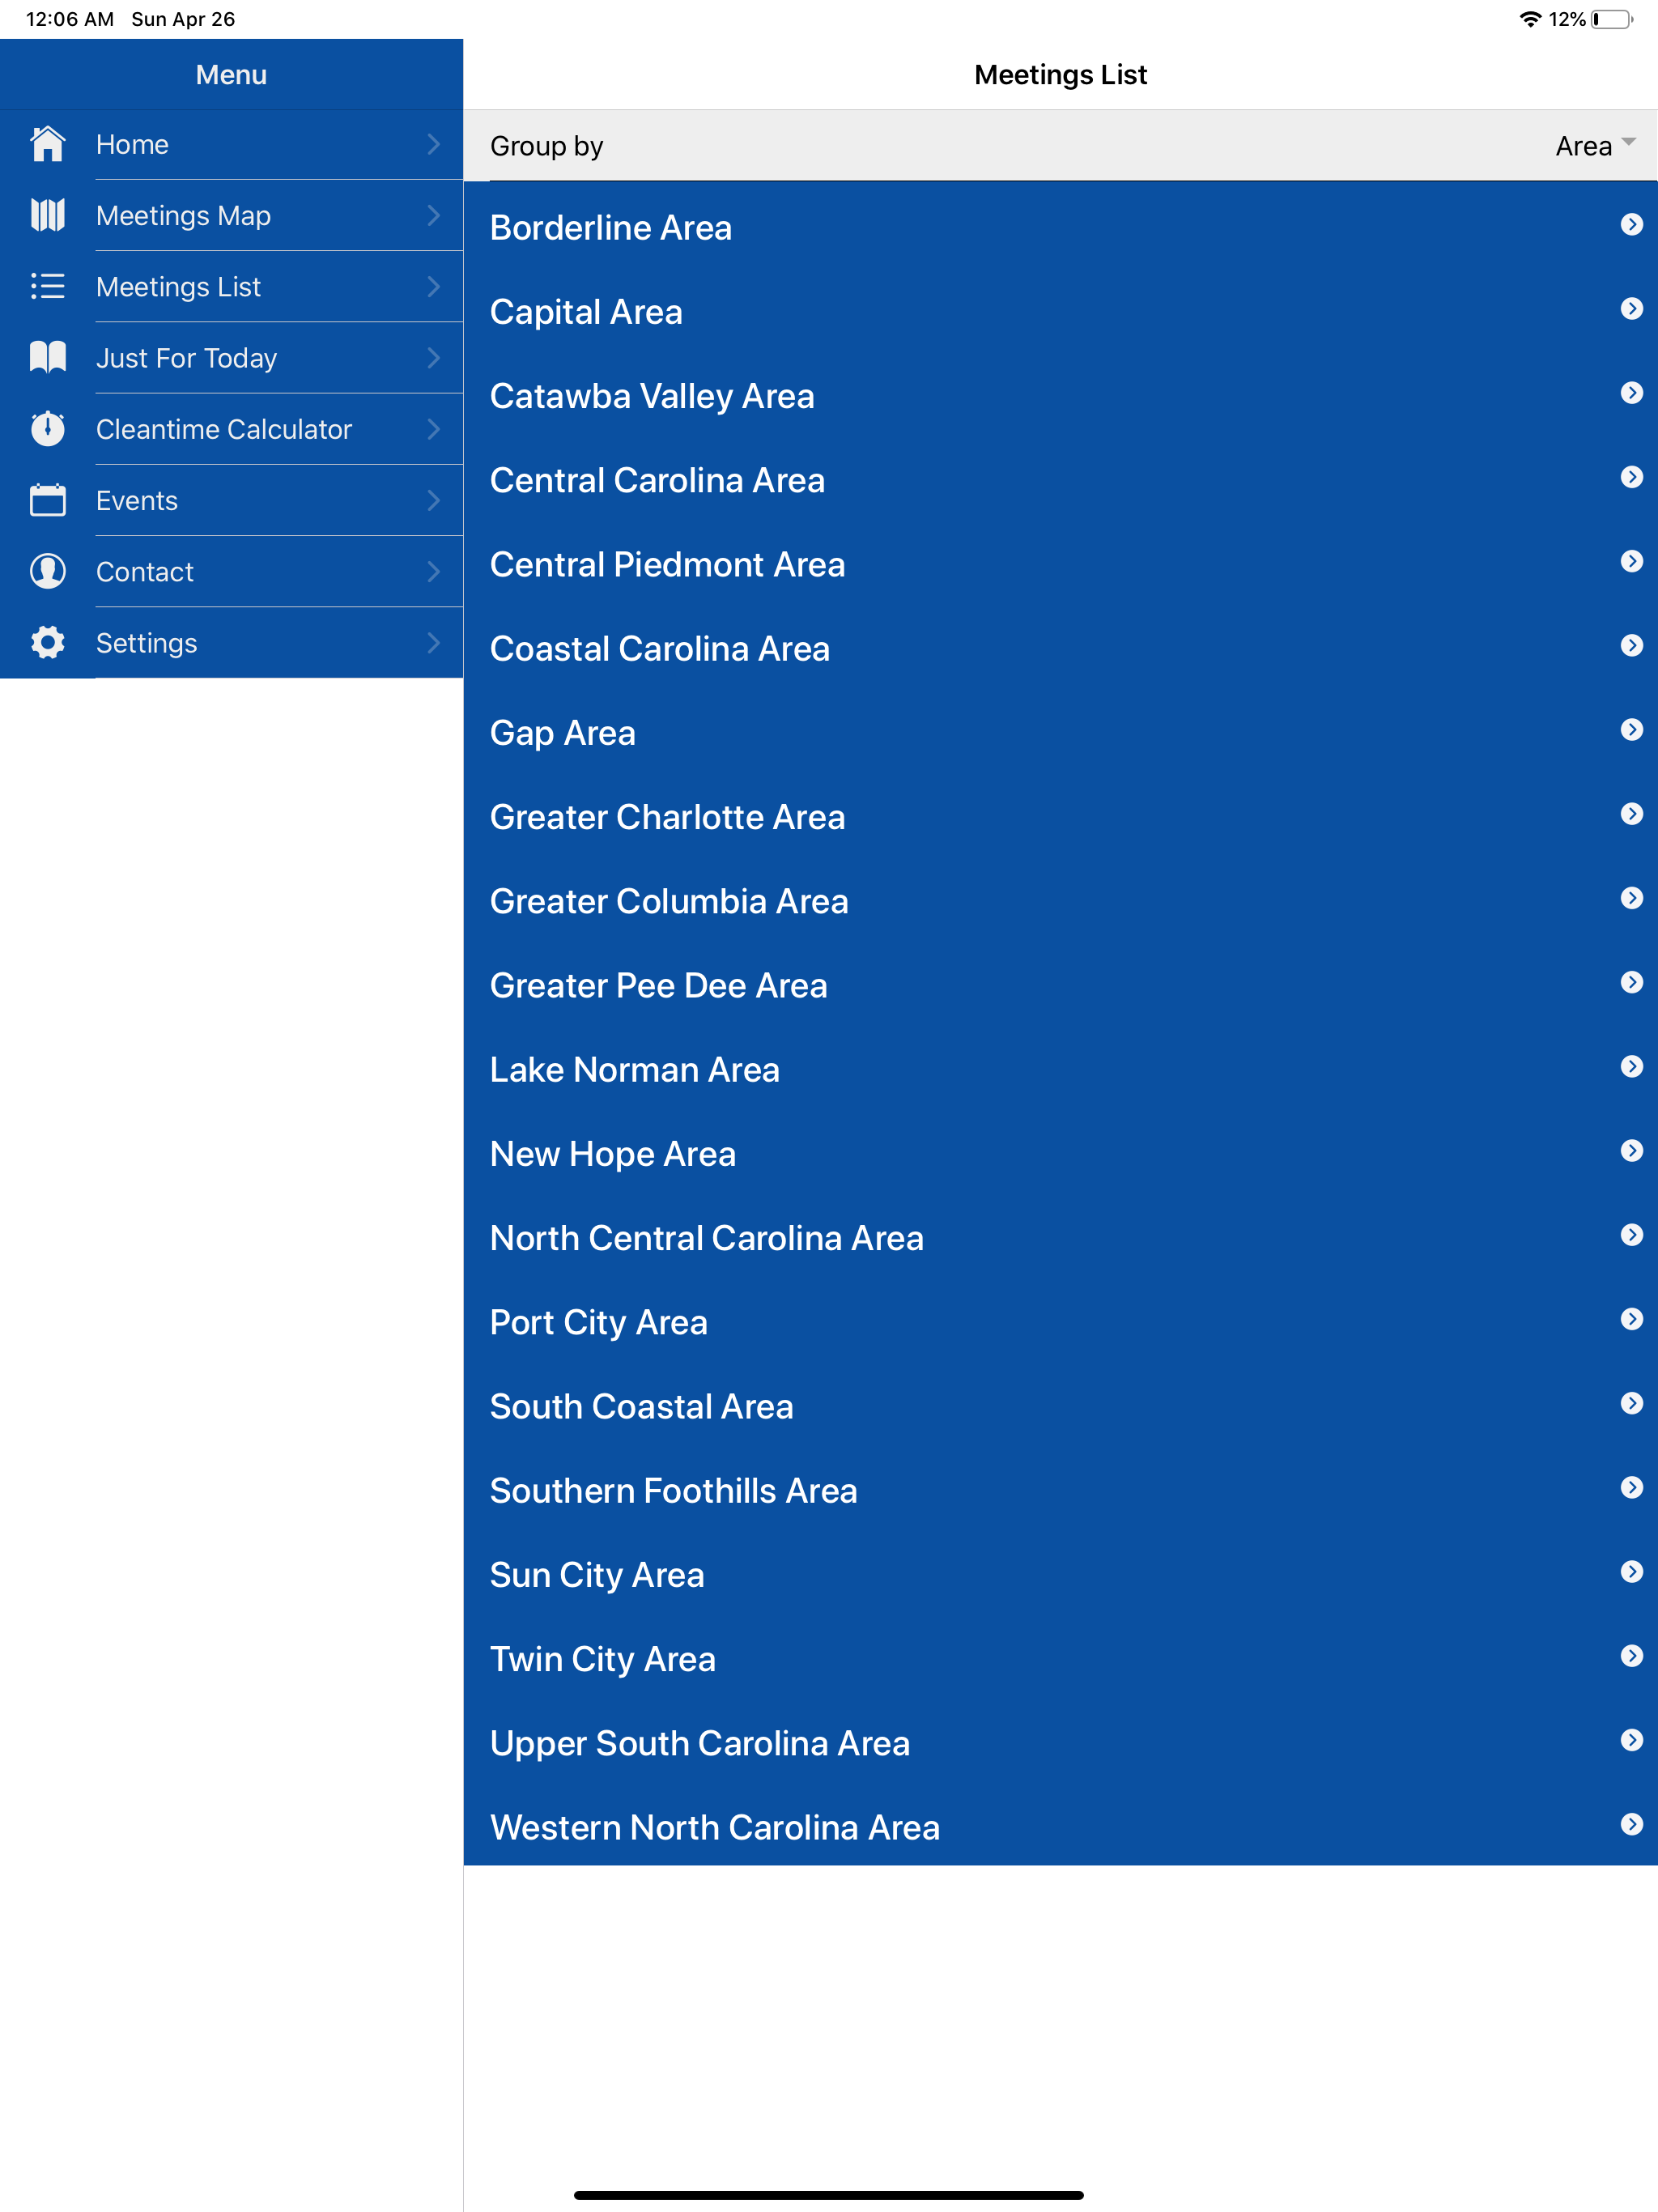 12:06 AM Sun Apr 26
12%
Menu
Home
Meetings Map
Meetings List
Just For Today
Cleantime Calculator
Events
Contact
Settings
Meetings List
Group by Area
Borderline Area
Capital Area
Catawba Valley Area
Central Carolina Area
Central Piedmont Area
Coastal Carolina Area
Gap Area
Greater Charlotte Area
Greater Columbia Area
Greater Pee Dee Area
Lake Norman Area
New Hope Area
North Central Carolina Area
Port City Area
South Coastal Area
Southern Foothills Area
Sun City Area
Twin City Area
Upper South Carolina Area
Western North Carolina Area